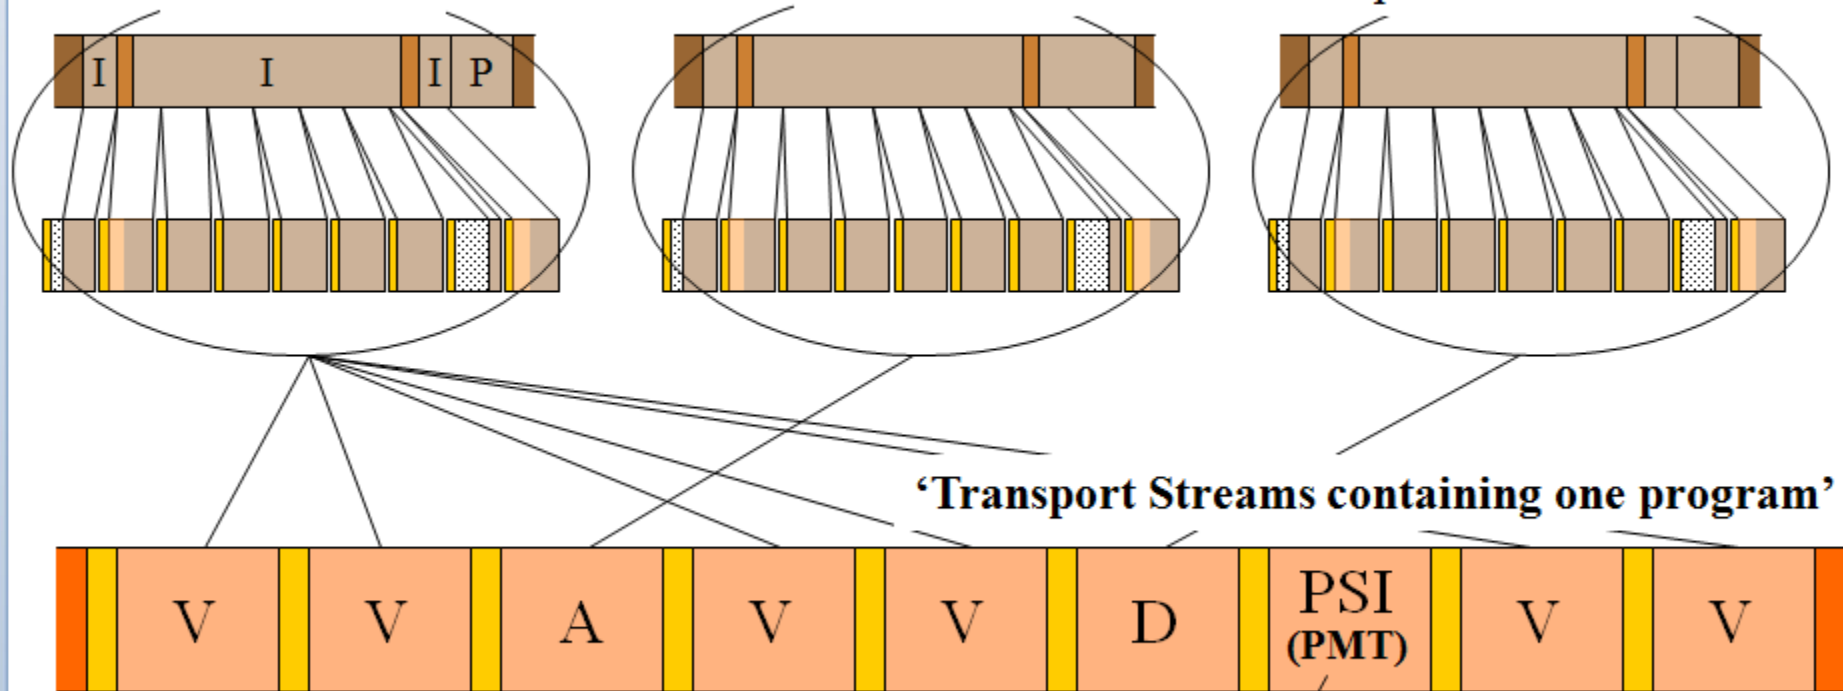 I I I P
‘Transport Streams containing one program’
V V A V V D PSI V V
(PMT)